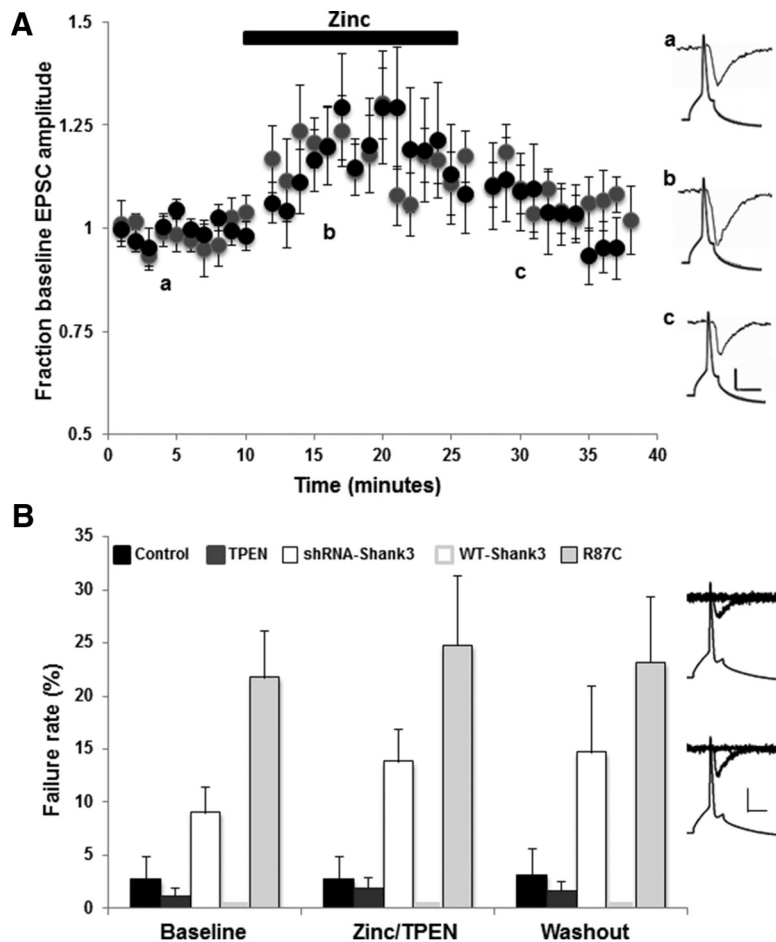 A
Zinc
Fraction baseline EPSC amplitude
1.5
1.25
1
0.75
0.5
a
b
c
0 5 10 15 20 25 30 35 40
Time (minutes)
a
b
c
B
Failure rate (%)
35
30
25
20
15
10
5
0
Control TPEN shRNA-Shank3 WT-Shank3 R87C
Baseline Zinc/TPEN Washout